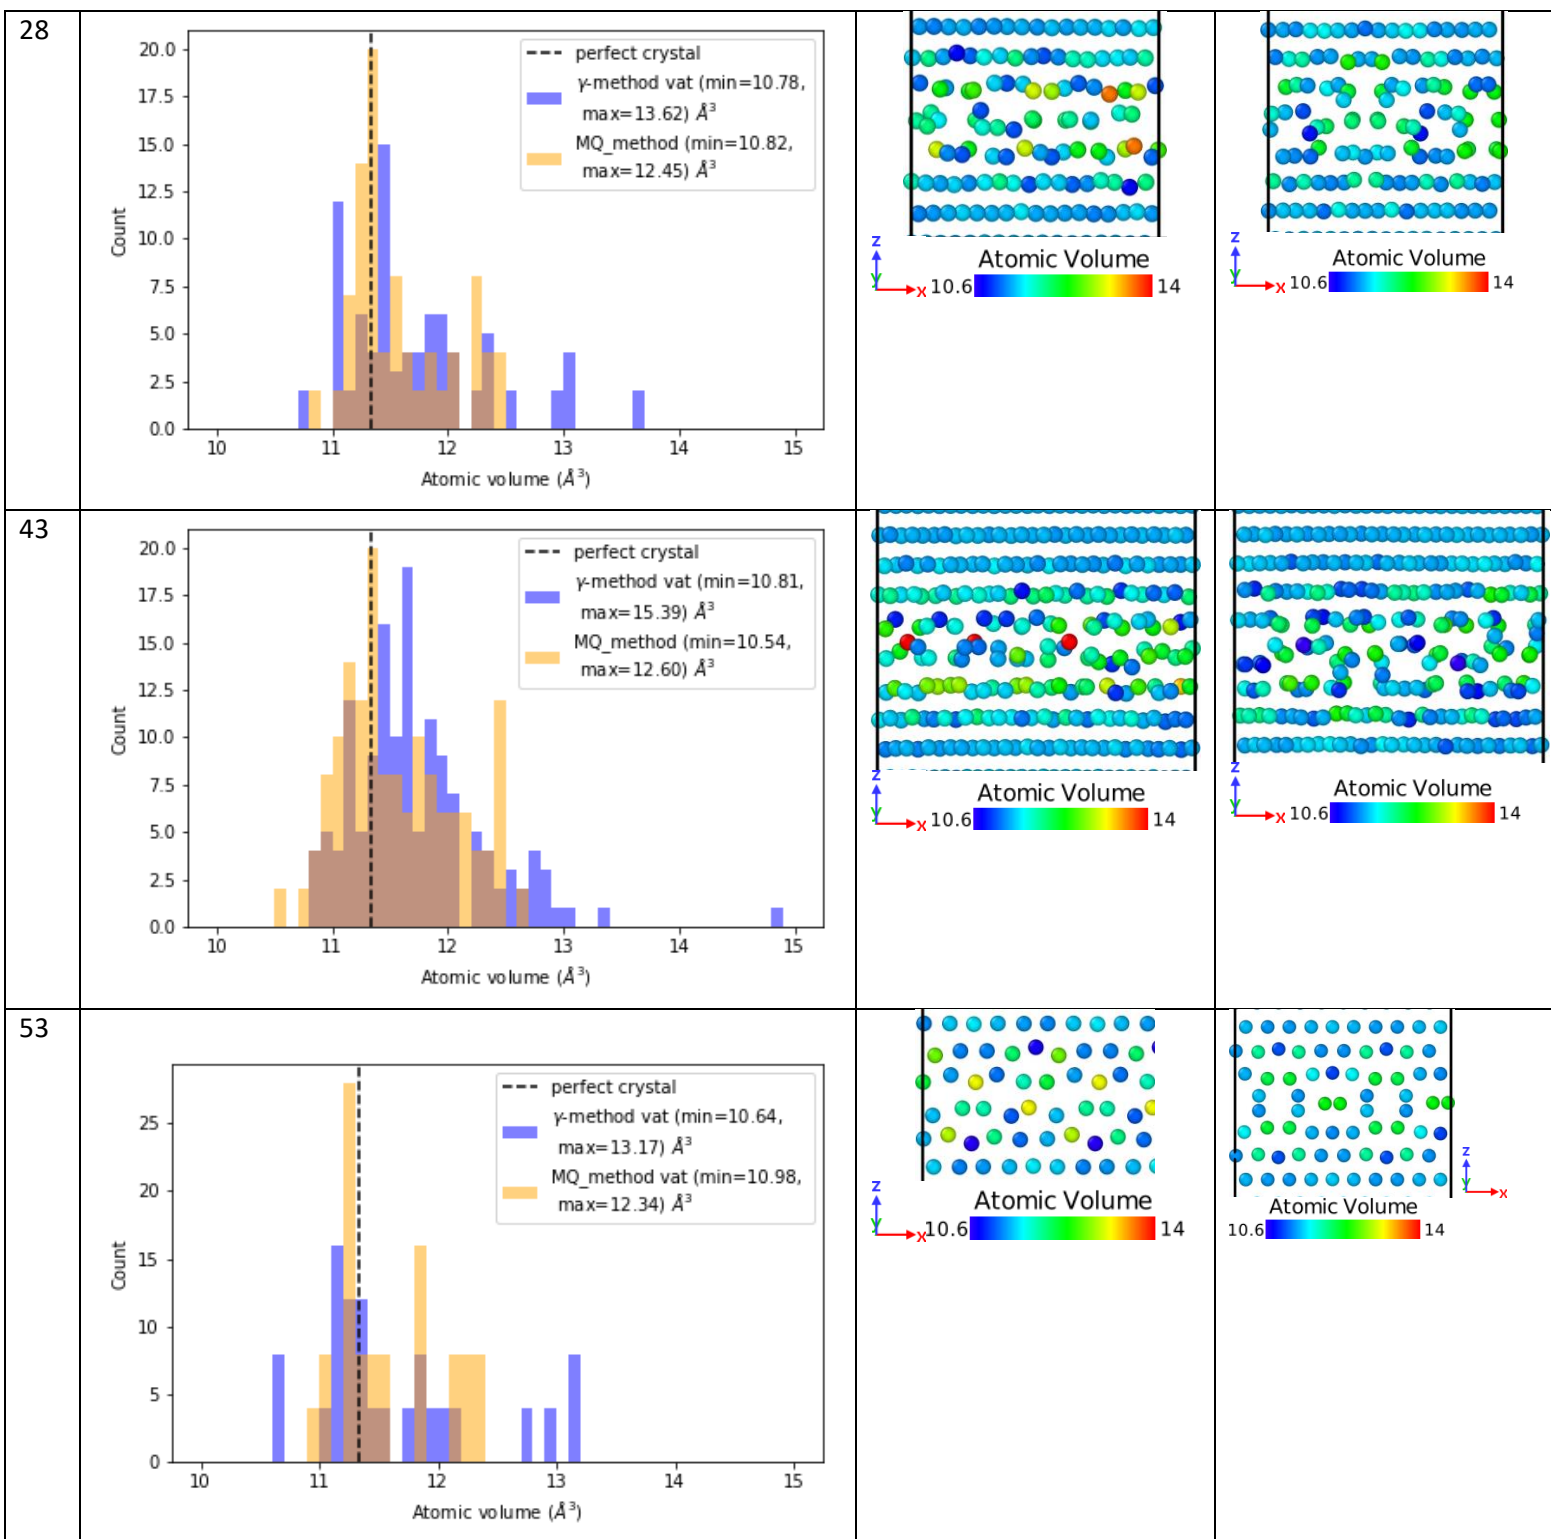 28
20.0
17.5
15.0
12.5
10.0
7.5
5.0
2.5
0.0
Count
10 11 12 13 14 15
Atomic volume (Å³)
perfect crystal
γ-method vat (min=10.78,
max=13.62) Å³
MQ_method (min=10.82,
max=12.45) Å³
z
y
x
Atomic Volume
10.6 14
z
y
x
Atomic Volume
10.6 14
43
20.0
17.5
15.0
12.5
10.0
7.5
5.0
2.5
0.0
Count
10 11 12 13 14 15
Atomic volume (Å³)
perfect crystal
γ-method vat (min=10.81,
max=15.39) Å³
MQ_method (min=10.54,
max=12.60) Å³
z
y
x
Atomic Volume
10.6 14
z
y
x
Atomic Volume
10.6 14
53
25
20
15
10
5
0
Count
10 11 12 13 14 15
Atomic volume (Å³)
perfect crystal
γ-method vat (min=10.64,
max=13.17) Å³
MQ_method vat (min=10.98,
max=12.34) Å³
z
y
x
Atomic Volume
10.6 14
z
y
x
Atomic Volume
10.6 14